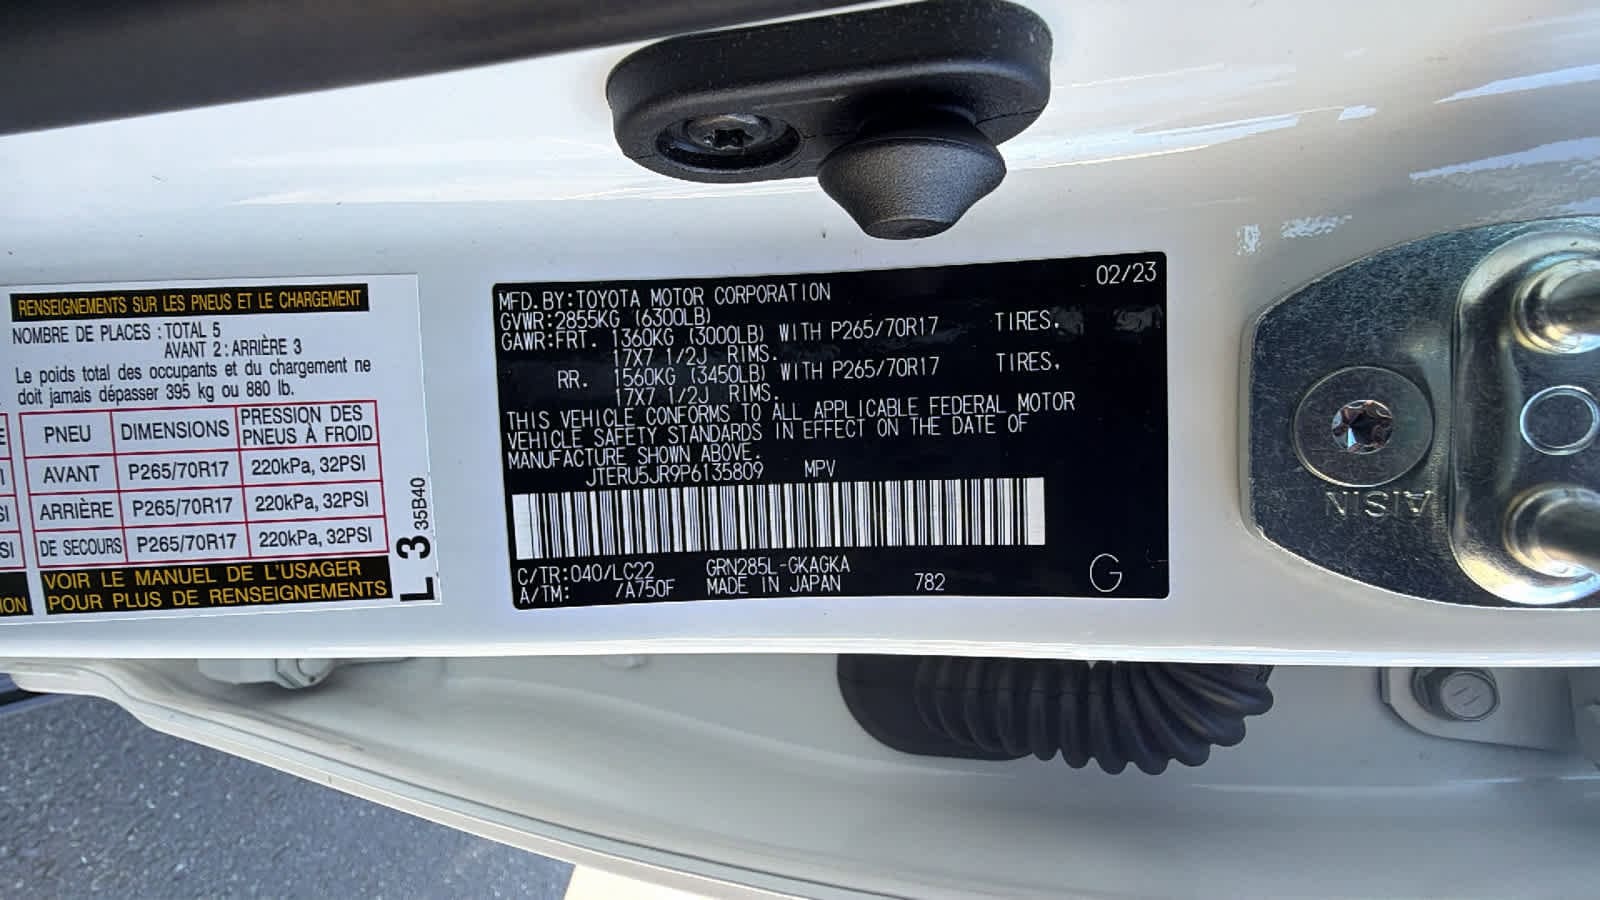 RENSEIGNEMENTS SUR LES PNEUS ET LE CHARGEMENT
NOMBRE DE PLACES : TOTAL 5
AVANT 2 : ARRIÈRE 3
Le poids total des occupants et du chargement ne
doit jamais dépasser 395 kg ou 880 lb.
PNEU DIMENSIONS PRESSION DES PNEUS À FROID
AVANT P265/70R17 220kPa, 32PSI
ARRIÈRE P265/70R17 220kPa, 32PSI
DE SECOURS P265/70R17 220kPa, 32PSI
VOIR LE MANUEL DE L'USAGER
POUR PLUS DE RENSEIGNEMENTS
L 3 35B40
MFD. BY: TOYOTA MOTOR CORPORATION 02/23
GVWR: 2855KG (6300LB)
GAWR: FRT. 1360KG (3000LB) WITH P265/70R17 TIRES,
17X7 1/2J RIMS.
RR. 1560KG (3450LB) WITH P265/70R17 TIRES,
17X7 1/2J RIMS.
THIS VEHICLE CONFORMS TO ALL APPLICABLE FEDERAL MOTOR
VEHICLE SAFETY STANDARDS IN EFFECT ON THE DATE OF
MANUFACTURE SHOWN ABOVE.
JTERU5JR9P6135809 MPV
C/TR: 040/LC22 GRN285L-GKAGKA
A/TM: /A750F MADE IN JAPAN 782 G
AISIN